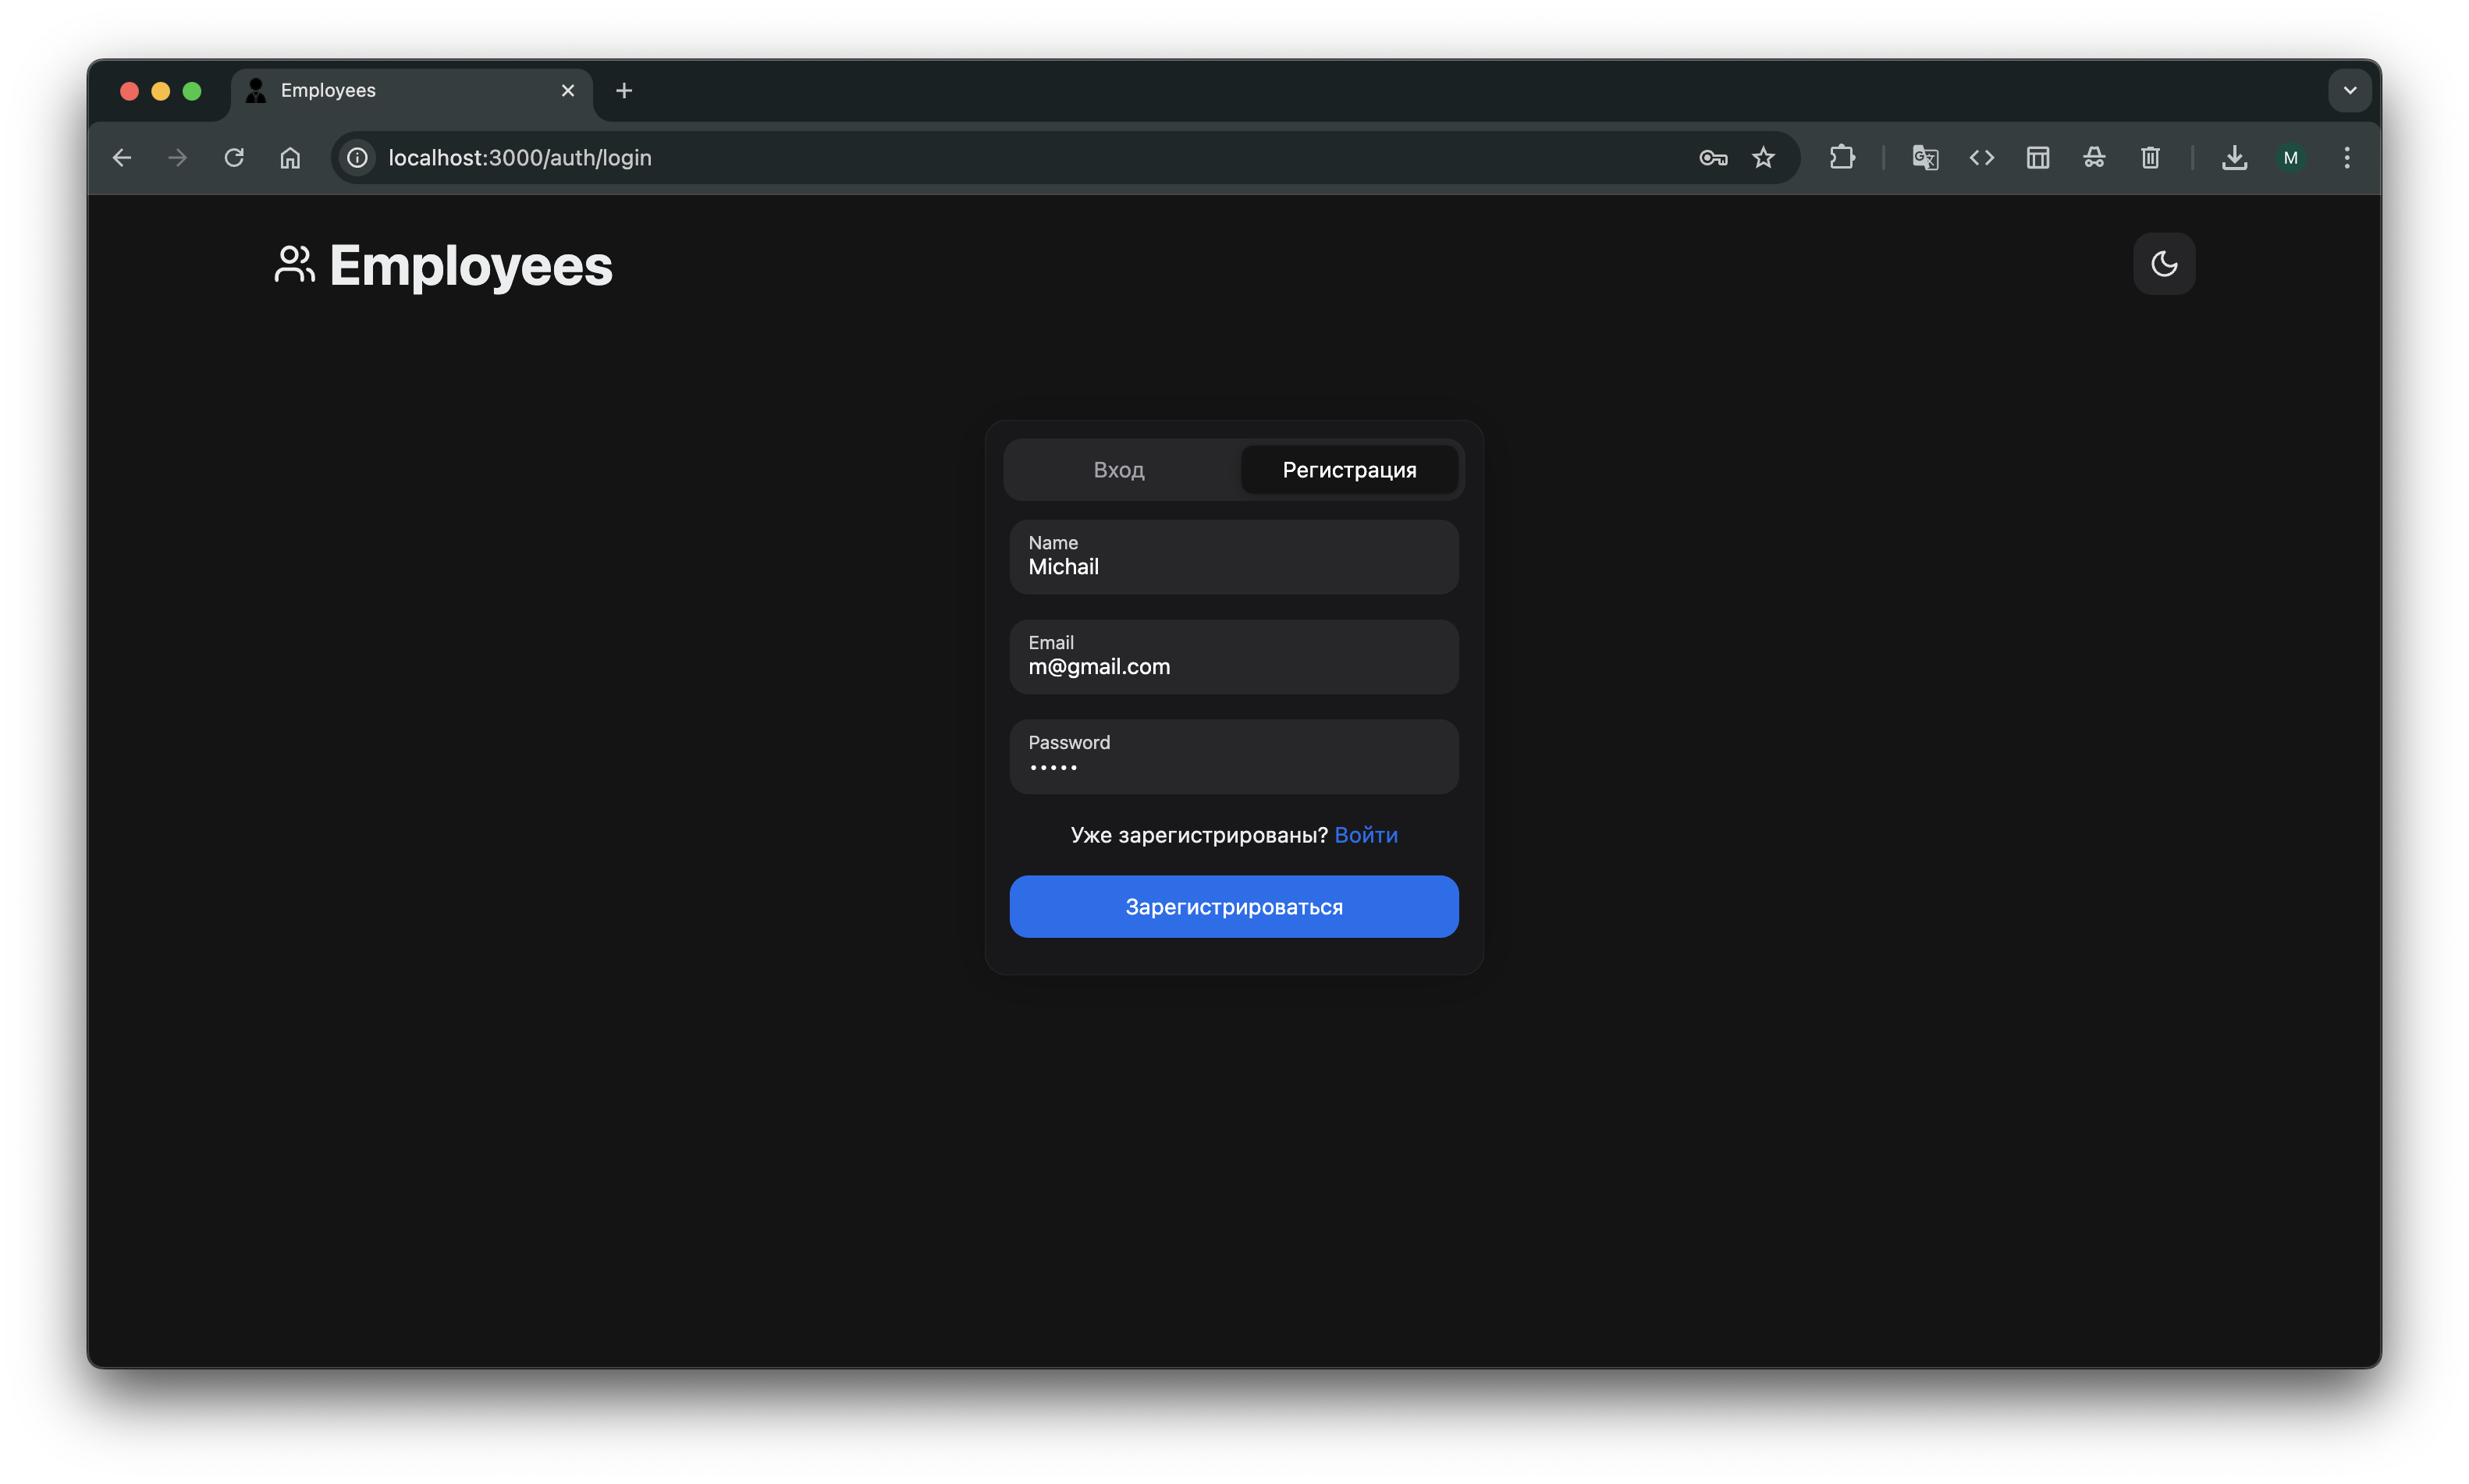 Employees
localhost:3000/auth/login
M
Employees
Вход
Регистрация
Name
Michail
Email
m@gmail.com
Password
•••••
Уже зарегистрированы? Войти
Зарегистрироваться